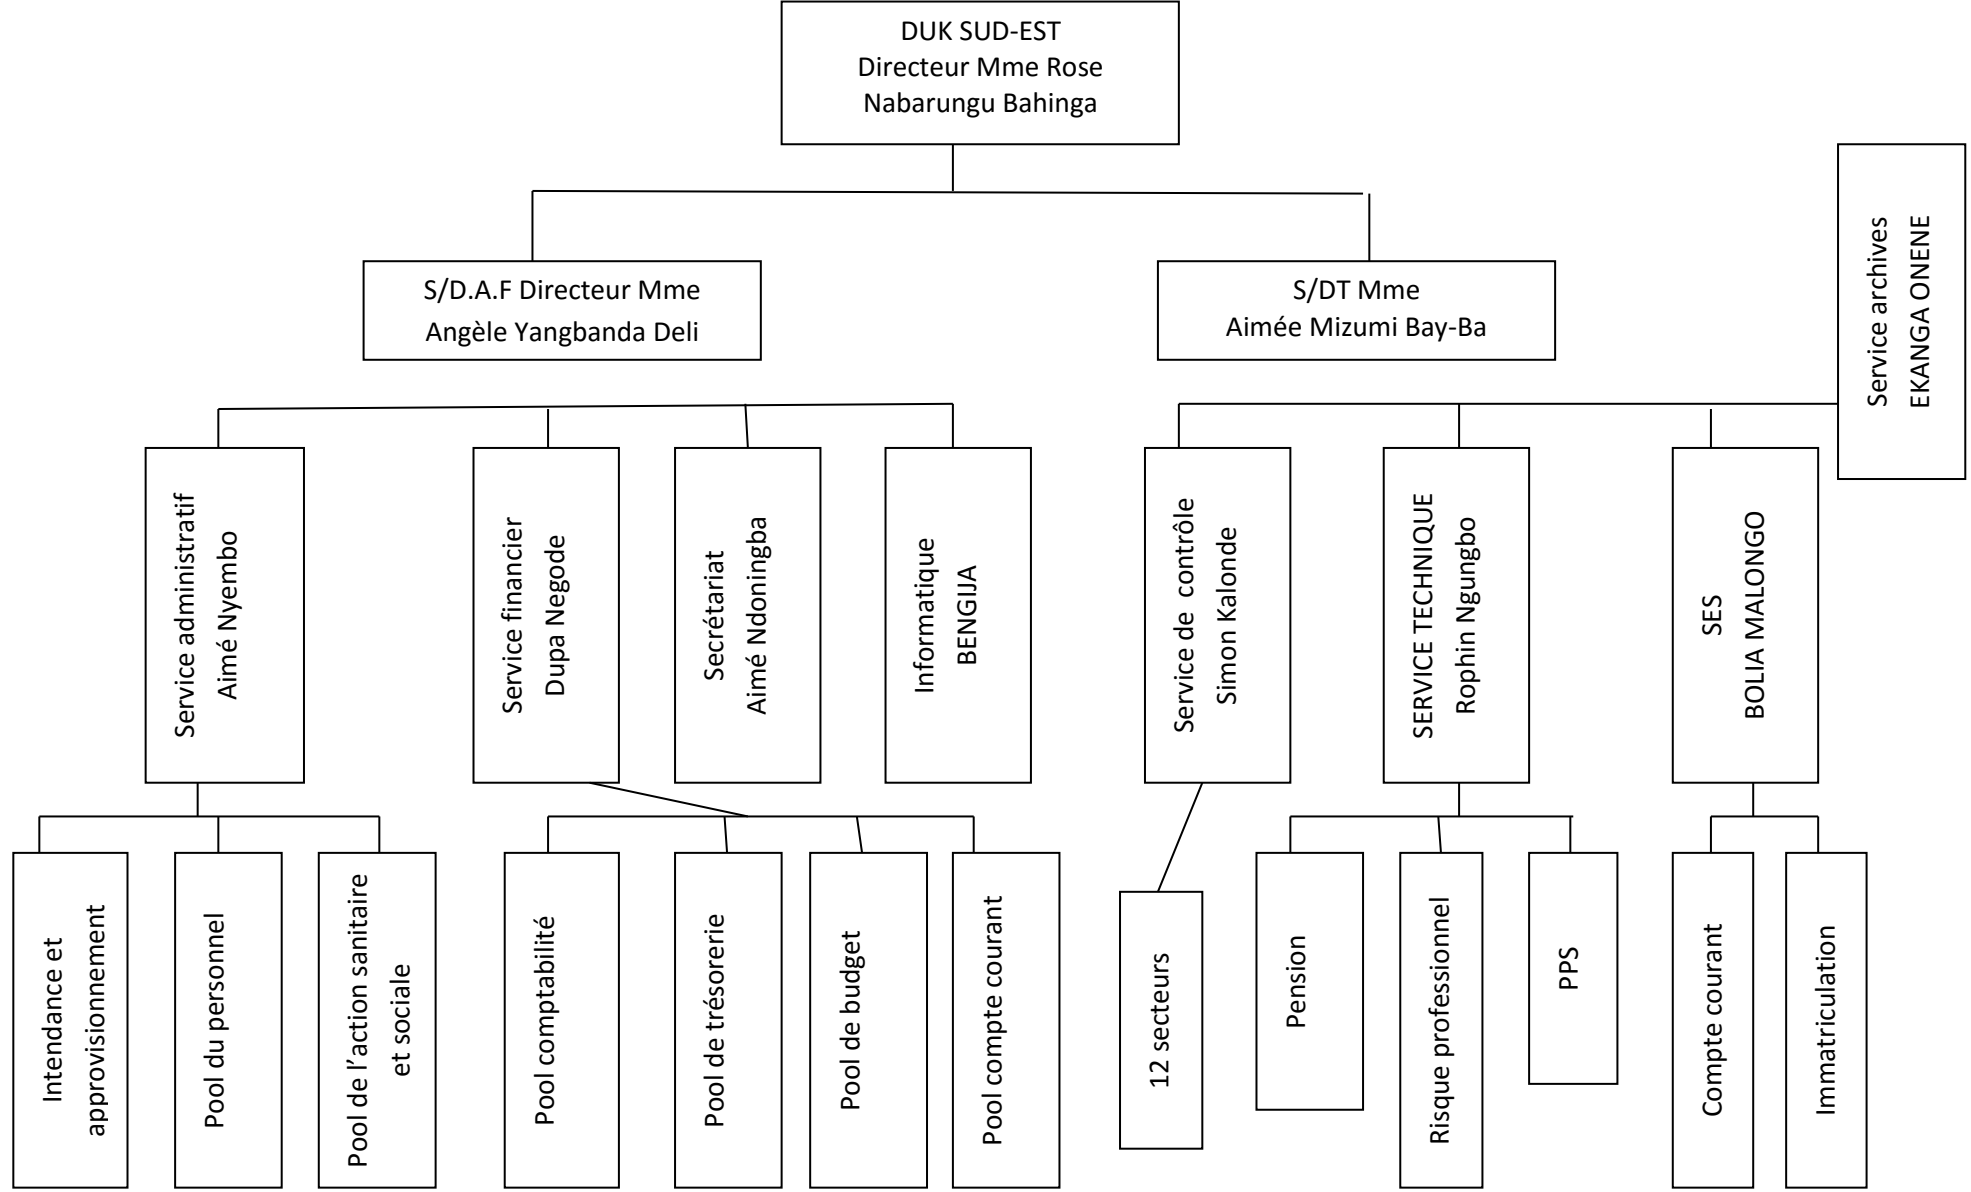 DUK SUD-EST
Directeur Mme Rose
Nabarungu Bahinga
S/D.A.F Directeur Mme
Angèle Yangbanda Deli
S/DT Mme
Aimée Mizumi Bay-Ba
Service archives
EKANGA ONENE
Service administratif
Aimé Nyembo
Service financier
Dupa Negode
Secrétariat
Aimé Ndoningba
Informatique
BENGIJA
Service de contrôle
Simon Kalonde
SERVICE TECHNIQUE
Rophin Ngungbo
SES
BOLIA MALONGO
Intendance et
approvisionnement
Pool du personnel
Pool de l’action sanitaire
et sociale
Pool comptabilité
Pool de trésorerie
Pool de budget
Pool compte courant
12 secteurs
Pension
Risque professionnel
PPS
Compte courant
Immatriculation